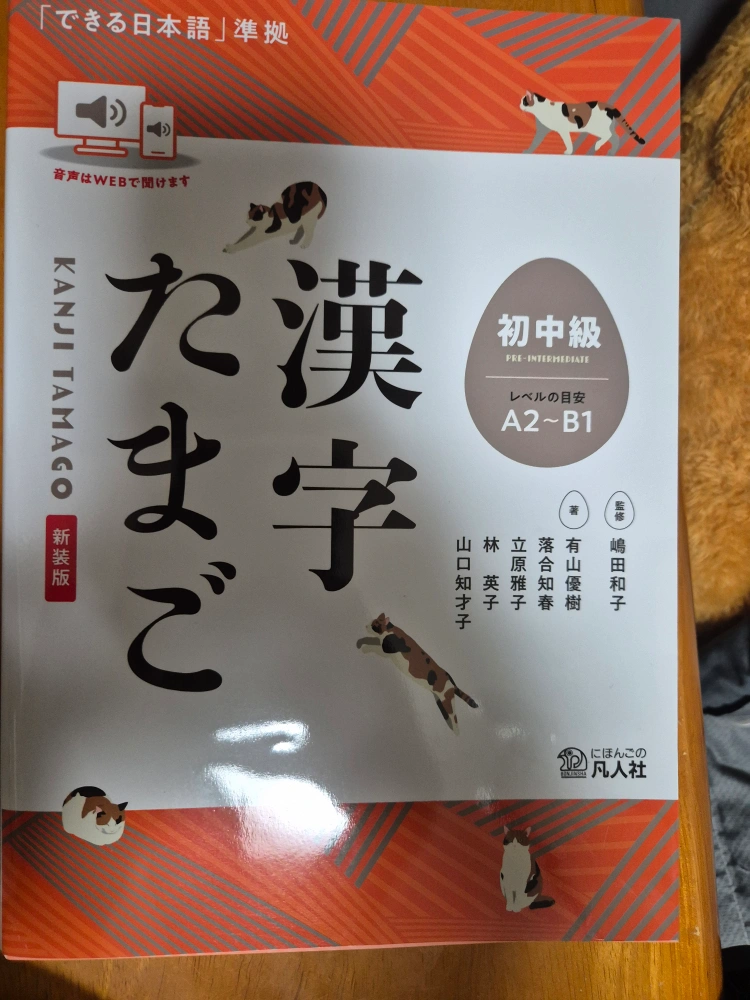 「できる日本語」準拠
音声はWEBで聞けます
漢字
たまご
KANJI TAMAGO
新装版
初中級
PRE-INTERMEDIATE
レベルの目安
A2~B1
監修
嶋田和子
著
有山優樹
落合知春
立原雅子
林 英子
山口知才子
にほんごの
凡人社
BONJINSHA